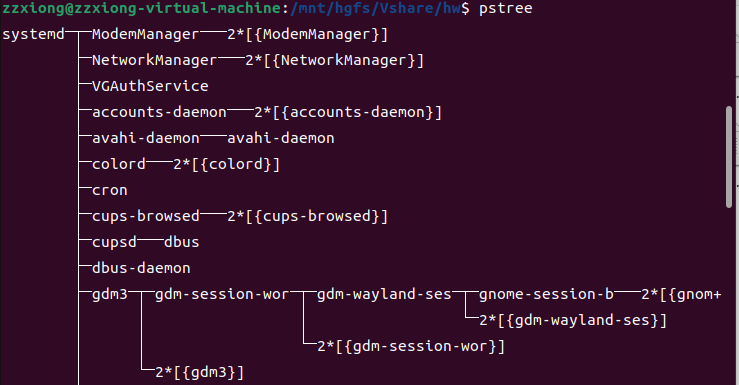 zzxiong@zzxiong-virtual-machine:/mnt/hgfs/Vshare/hw$ pstree
systemd─┬─ModemManager───2*[{ModemManager}]
        ├─NetworkManager───2*[{NetworkManager}]
        ├─VGAuthService
        ├─accounts-daemon───2*[{accounts-daemon}]
        ├─avahi-daemon───avahi-daemon
        ├─colord───2*[{colord}]
        ├─cron
        ├─cups-browsed───2*[{cups-browsed}]
        ├─cupsd───dbus
        ├─dbus-daemon
        ├─gdm3─┬─gdm-session-wor─┬─gdm-wayland-ses─┬─gnome-session-b───2*[{gnom+
        │      │                 │                 └─2*[{gdm-wayland-ses}]
        │      │                 └─2*[{gdm-session-wor}]
        │      └─2*[{gdm3}]